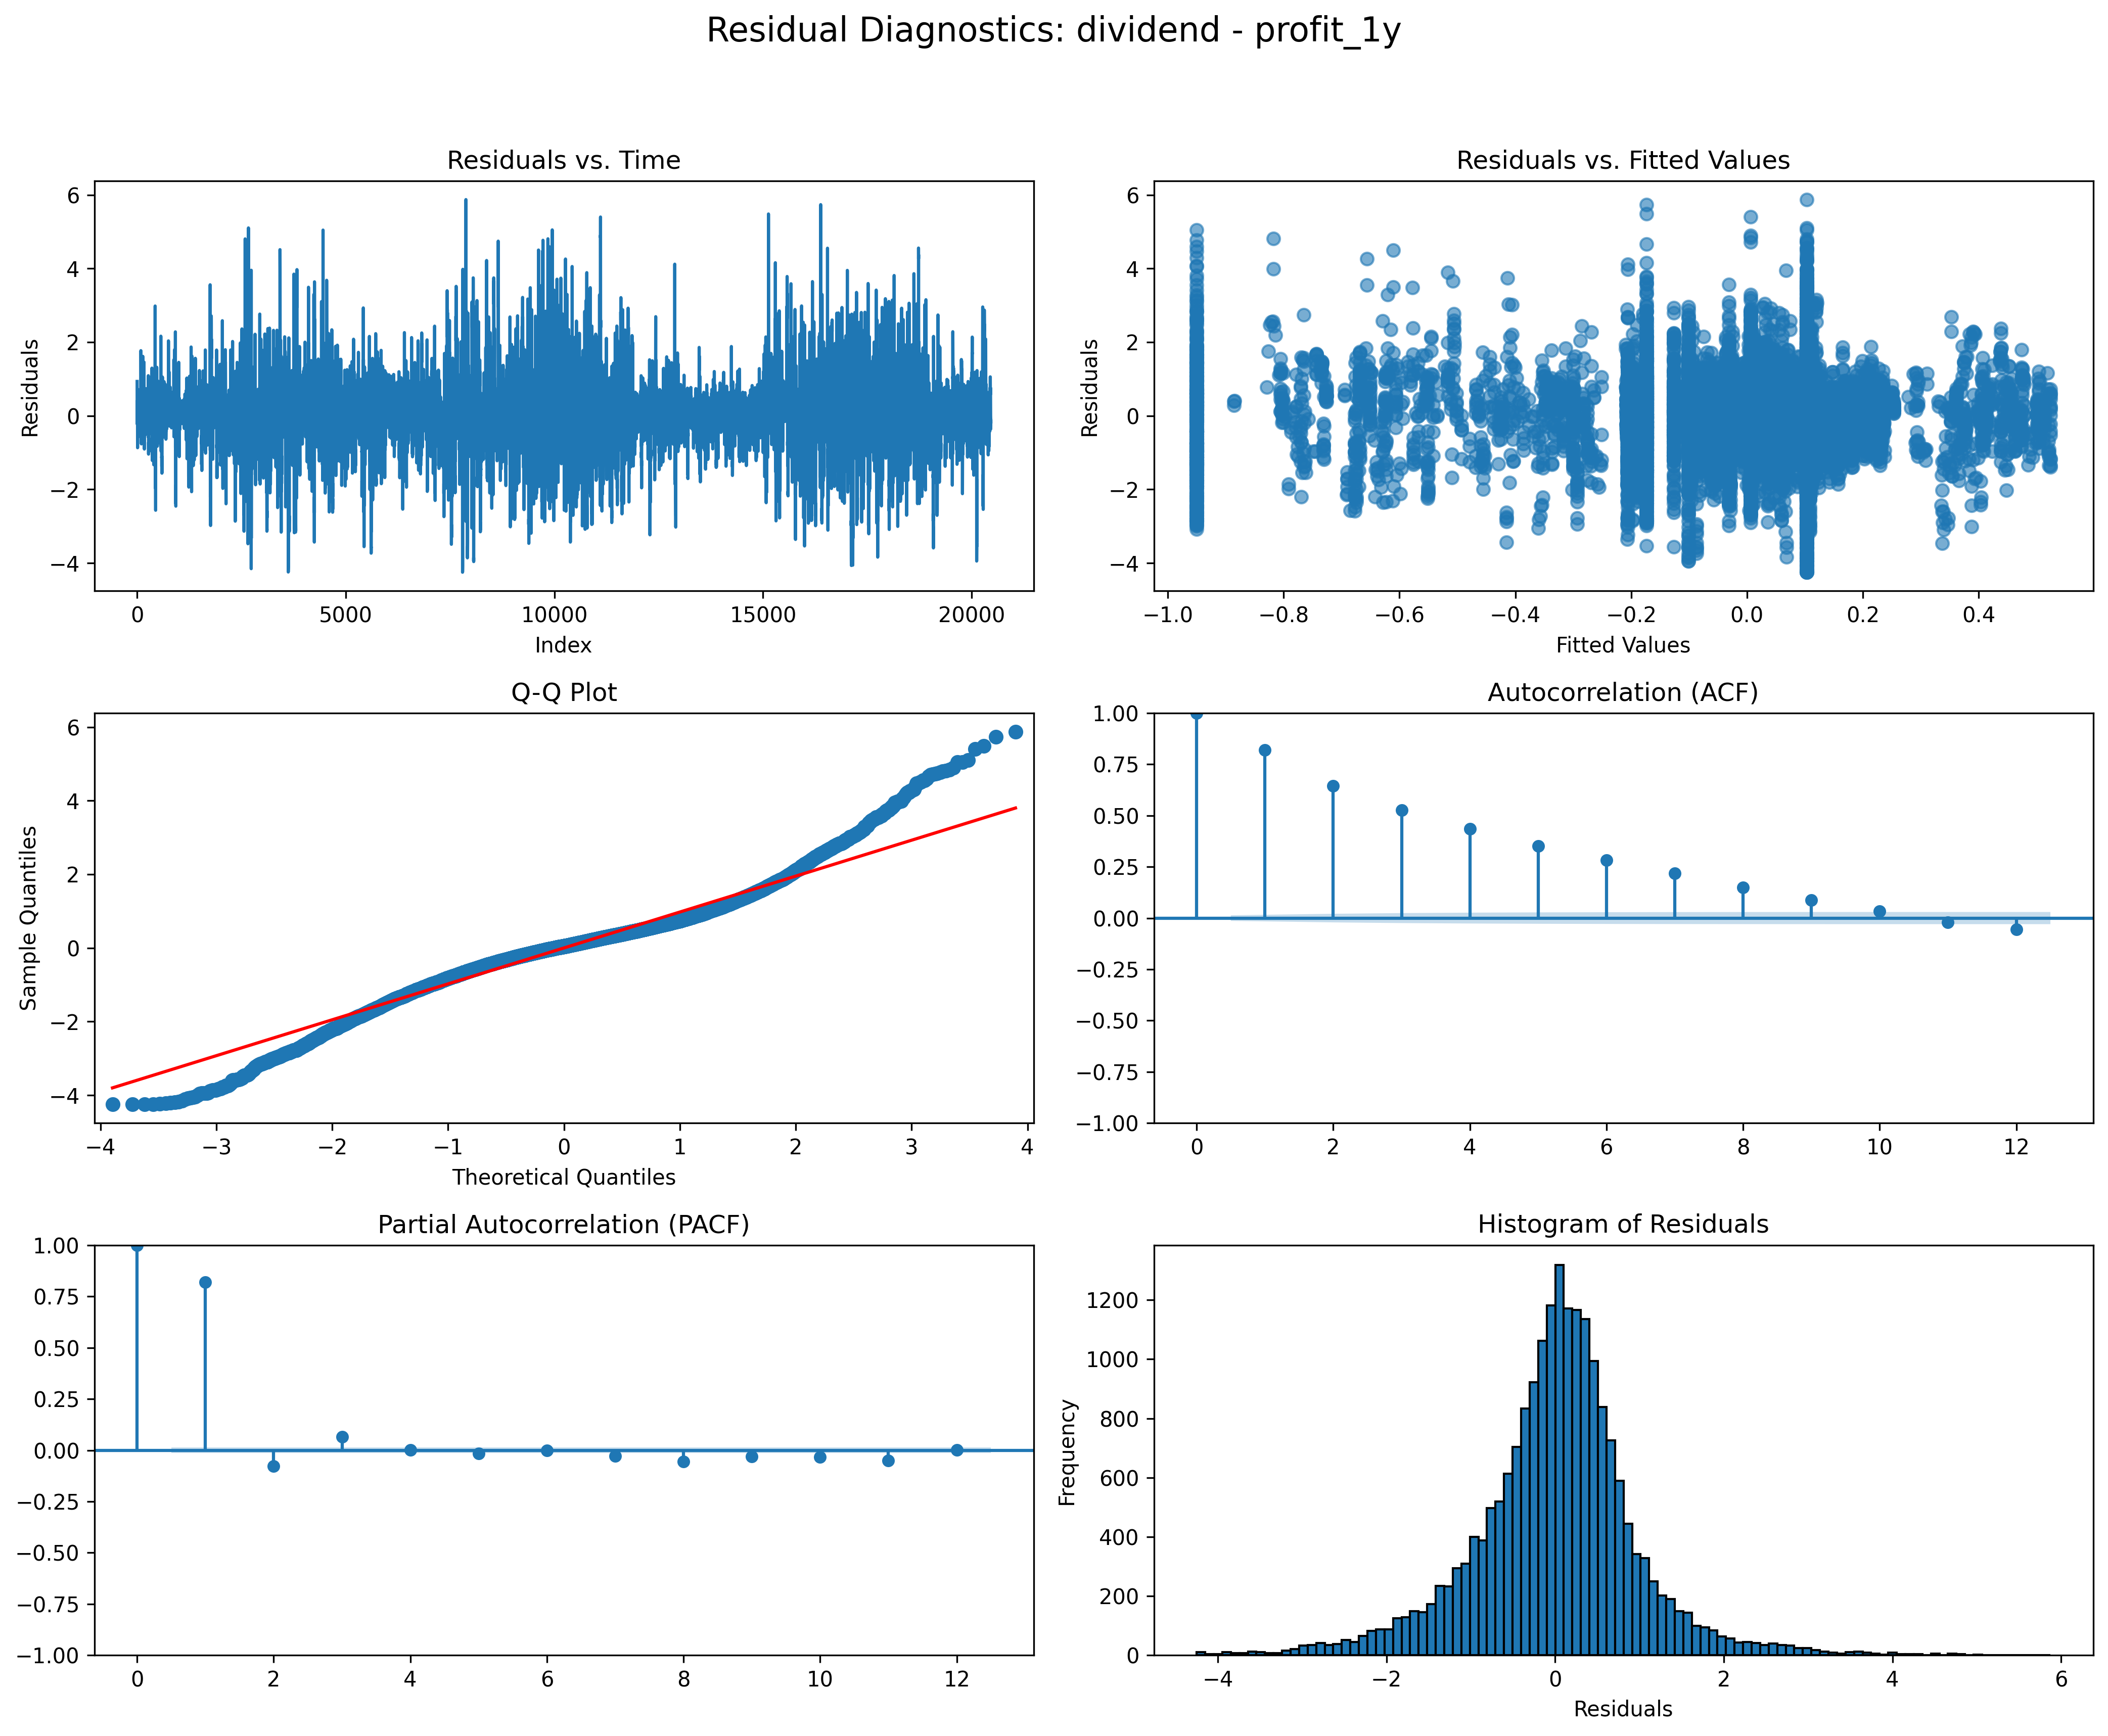 Residual Diagnostics: dividend - profit_1y
Residuals vs. Time
Residuals
6
4
2
0
−2
−4
0 5000 10000 15000 20000
Index
Residuals vs. Fitted Values
Residuals
6
4
2
0
−2
−4
−1.0 −0.8 −0.6 −0.4 −0.2 0.0 0.2 0.4
Fitted Values
Q-Q Plot
Sample Quantiles
6
4
2
0
−2
−4
−4 −3 −2 −1 0 1 2 3 4
Theoretical Quantiles
Autocorrelation (ACF)
1.00
0.75
0.50
0.25
0.00
−0.25
−0.50
−0.75
−1.00
0 2 4 6 8 10 12
Partial Autocorrelation (PACF)
1.00
0.75
0.50
0.25
0.00
−0.25
−0.50
−0.75
−1.00
0 2 4 6 8 10 12
Histogram of Residuals
Frequency
1200
1000
800
600
400
200
0
−4 −2 0 2 4 6
Residuals